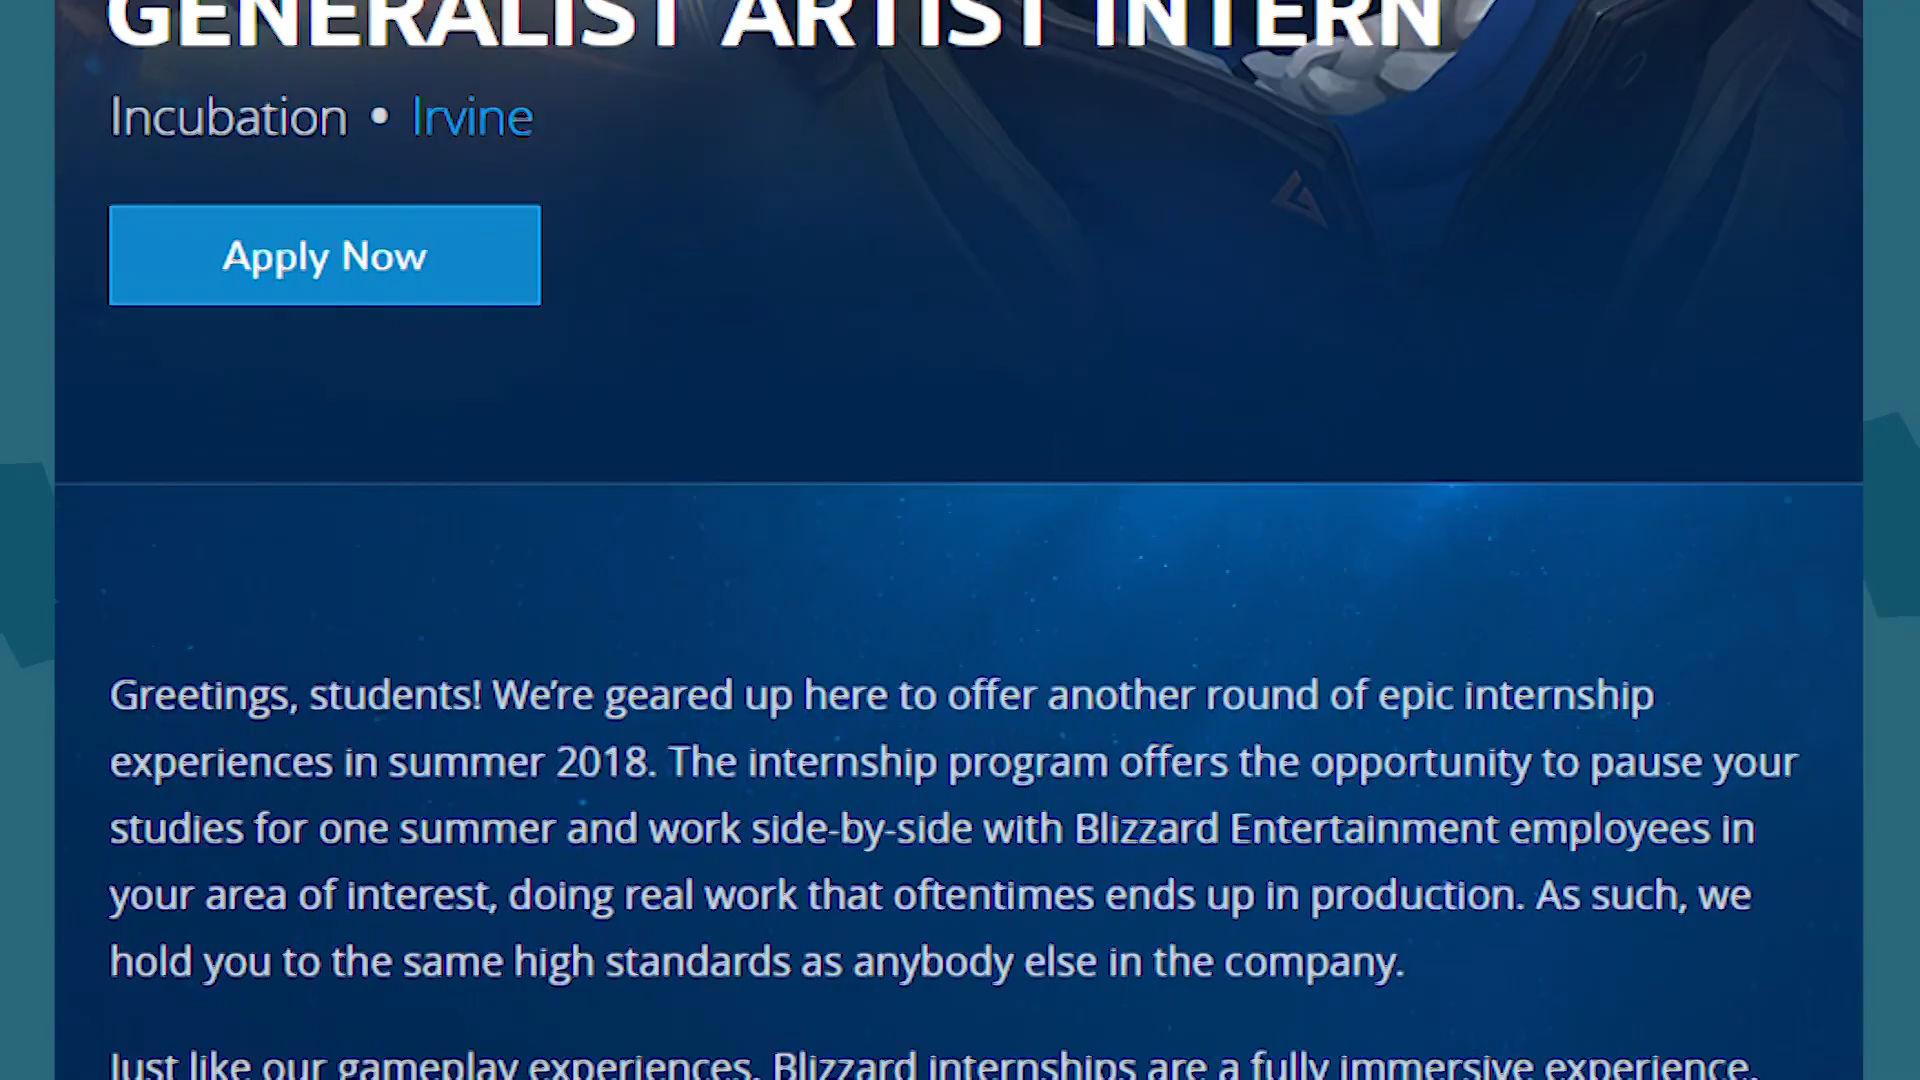 GENERALIST ARTIST INTERN
Incubation • Irvine
Apply Now
Greetings, students! We’re geared up here to offer another round of epic internship
experiences in summer 2018. The internship program offers the opportunity to pause your
studies for one summer and work side-by-side with Blizzard Entertainment employees in
your area of interest, doing real work that oftentimes ends up in production. As such, we
hold you to the same high standards as anybody else in the company.
Just like our gameplay experiences, Blizzard internships are a fully immersive experience.